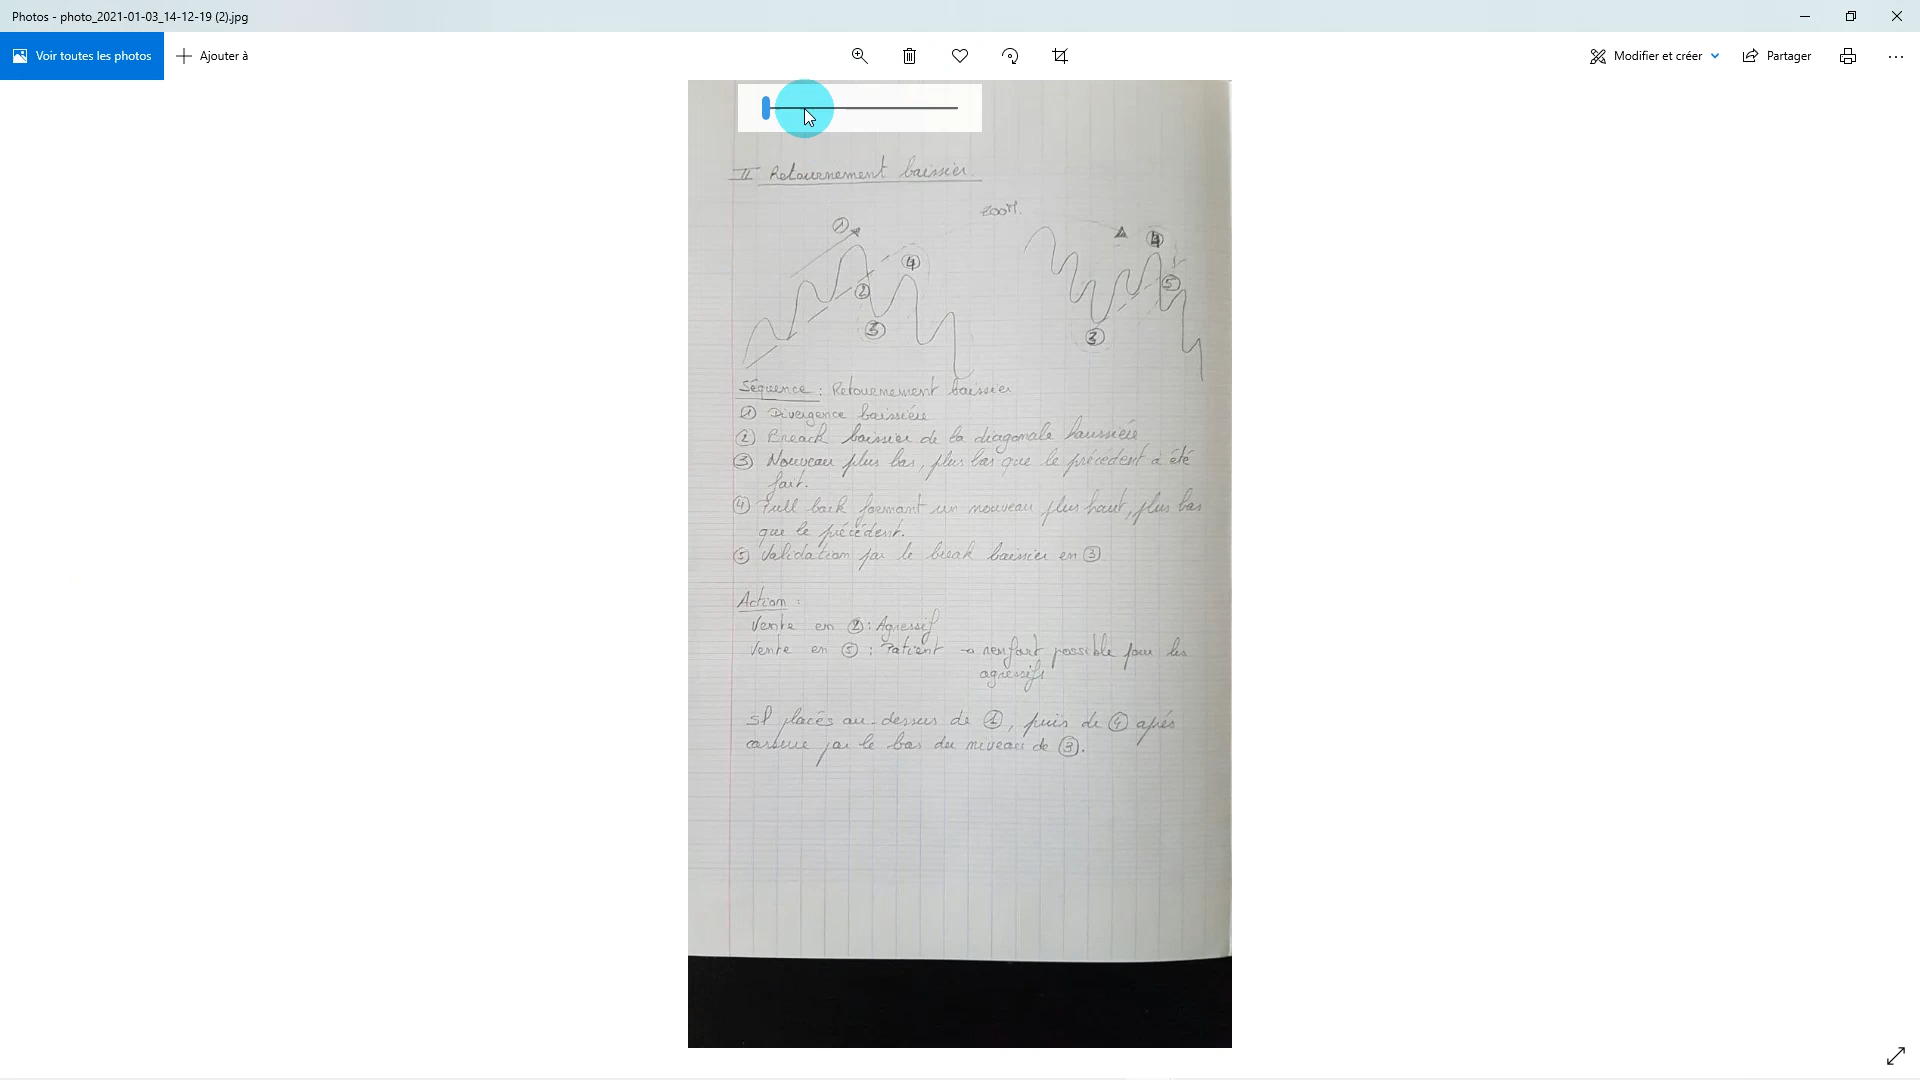 Photos - photo_2021-01-03_14-12-19 (2).jpg
Voir toutes les photos
Ajouter à
Modifier et créer
Partager
II Retournement baissier.
ZOOM.
1
4
2
3
4
5
3
Séquence : Retournement baissier
① Divergence baissière
② Break baissier de la diagonale haussière
③ Nouveau plus bas, plus bas que le précédent a été
fait.
④ Pull back formant un nouveau plus haut, plus bas
que le précédent.
⑤ Validation par le break baissier en ③
Action :
Vente en ② : Agressif
Vente en ⑤ : Patient → renfort possible pour les
agressifs
Sl placés au-dessus de ①, puis de ④ après
cassure par le bas du niveau de ③.